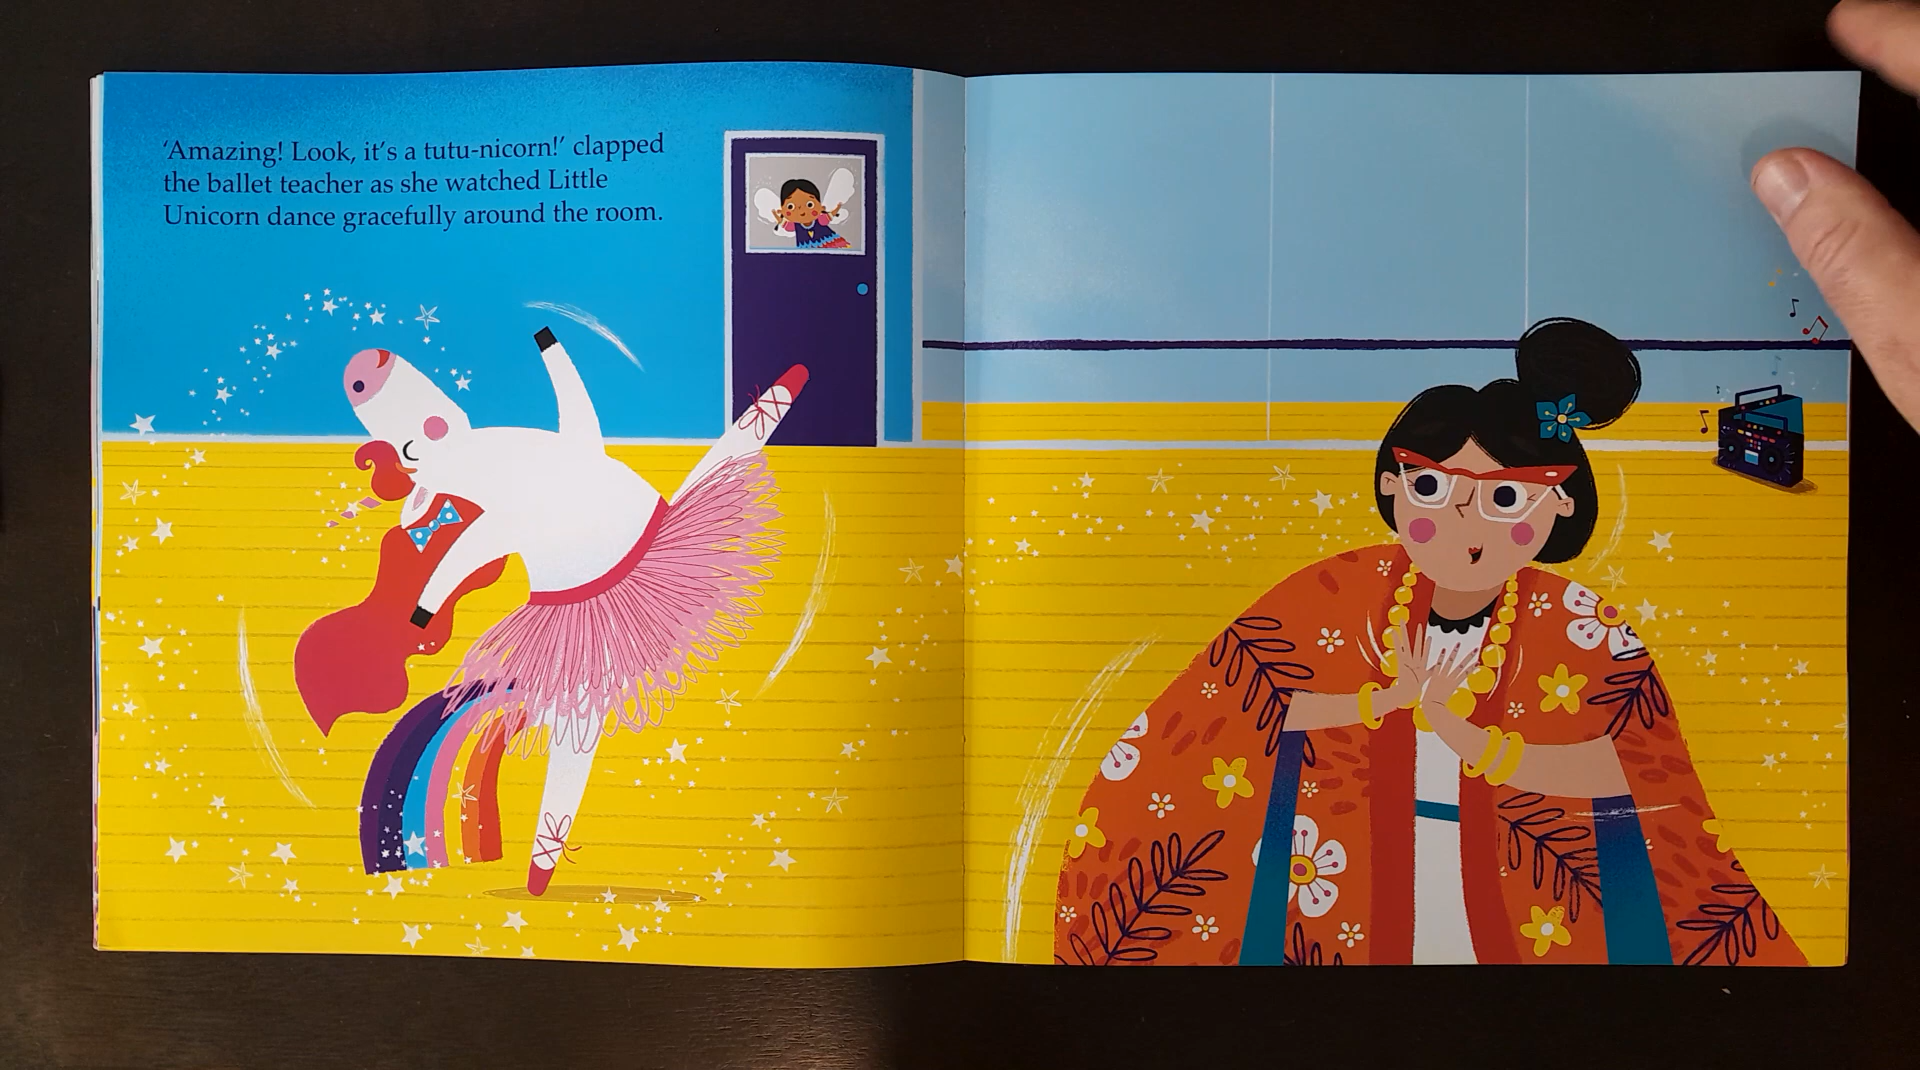 ‘Amazing! Look, it’s a tutu-nicorn!’ clapped
the ballet teacher as she watched Little
Unicorn dance gracefully around the room.